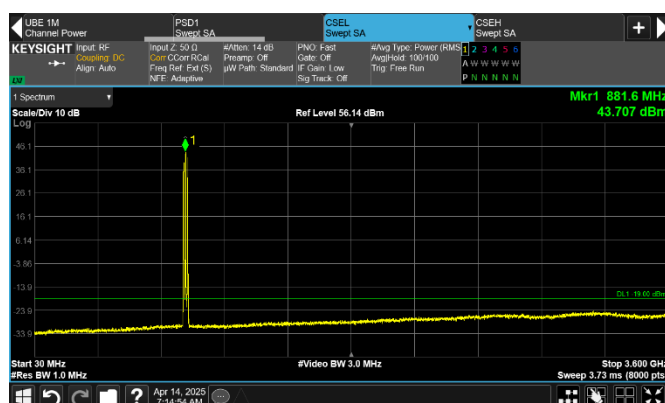 UBE 1M
Channel Power
PSD1
Swept SA
CSEL
Swept SA
CSEH
Swept SA
KEYSIGHT
Input: RF
Coupling: DC
Align: Auto
Input Z: 50 Ω
Corr CCorr RCal
Freq Ref: Ext (S)
NFE: Adaptive
#Atten: 14 dB
Preamp: Off
µW Path: Standard
PNO: Fast
Gate: Off
IF Gain: Low
Sig Track: Off
#Avg Type: Power (RMS
Avg|Hold: 100/100
Trig: Free Run
1 2 3 4 5 6
A W W W W W
P N N N N N
1 Spectrum
Mkr1 881.6 MHz
Scale/Div 10 dB
Ref Level 56.14 dBm
43.707 dBm
Log
1
46.1
36.1
26.1
16.1
6.14
-3.86
-13.9
DL1 -19.00 dBm
-23.9
-33.9
Start 30 MHz
#Video BW 3.0 MHz
Stop 3.600 GHz
#Res BW 1.0 MHz
Sweep 3.73 ms (8000 pts)
Apr 14, 2025
7:14:54 AM